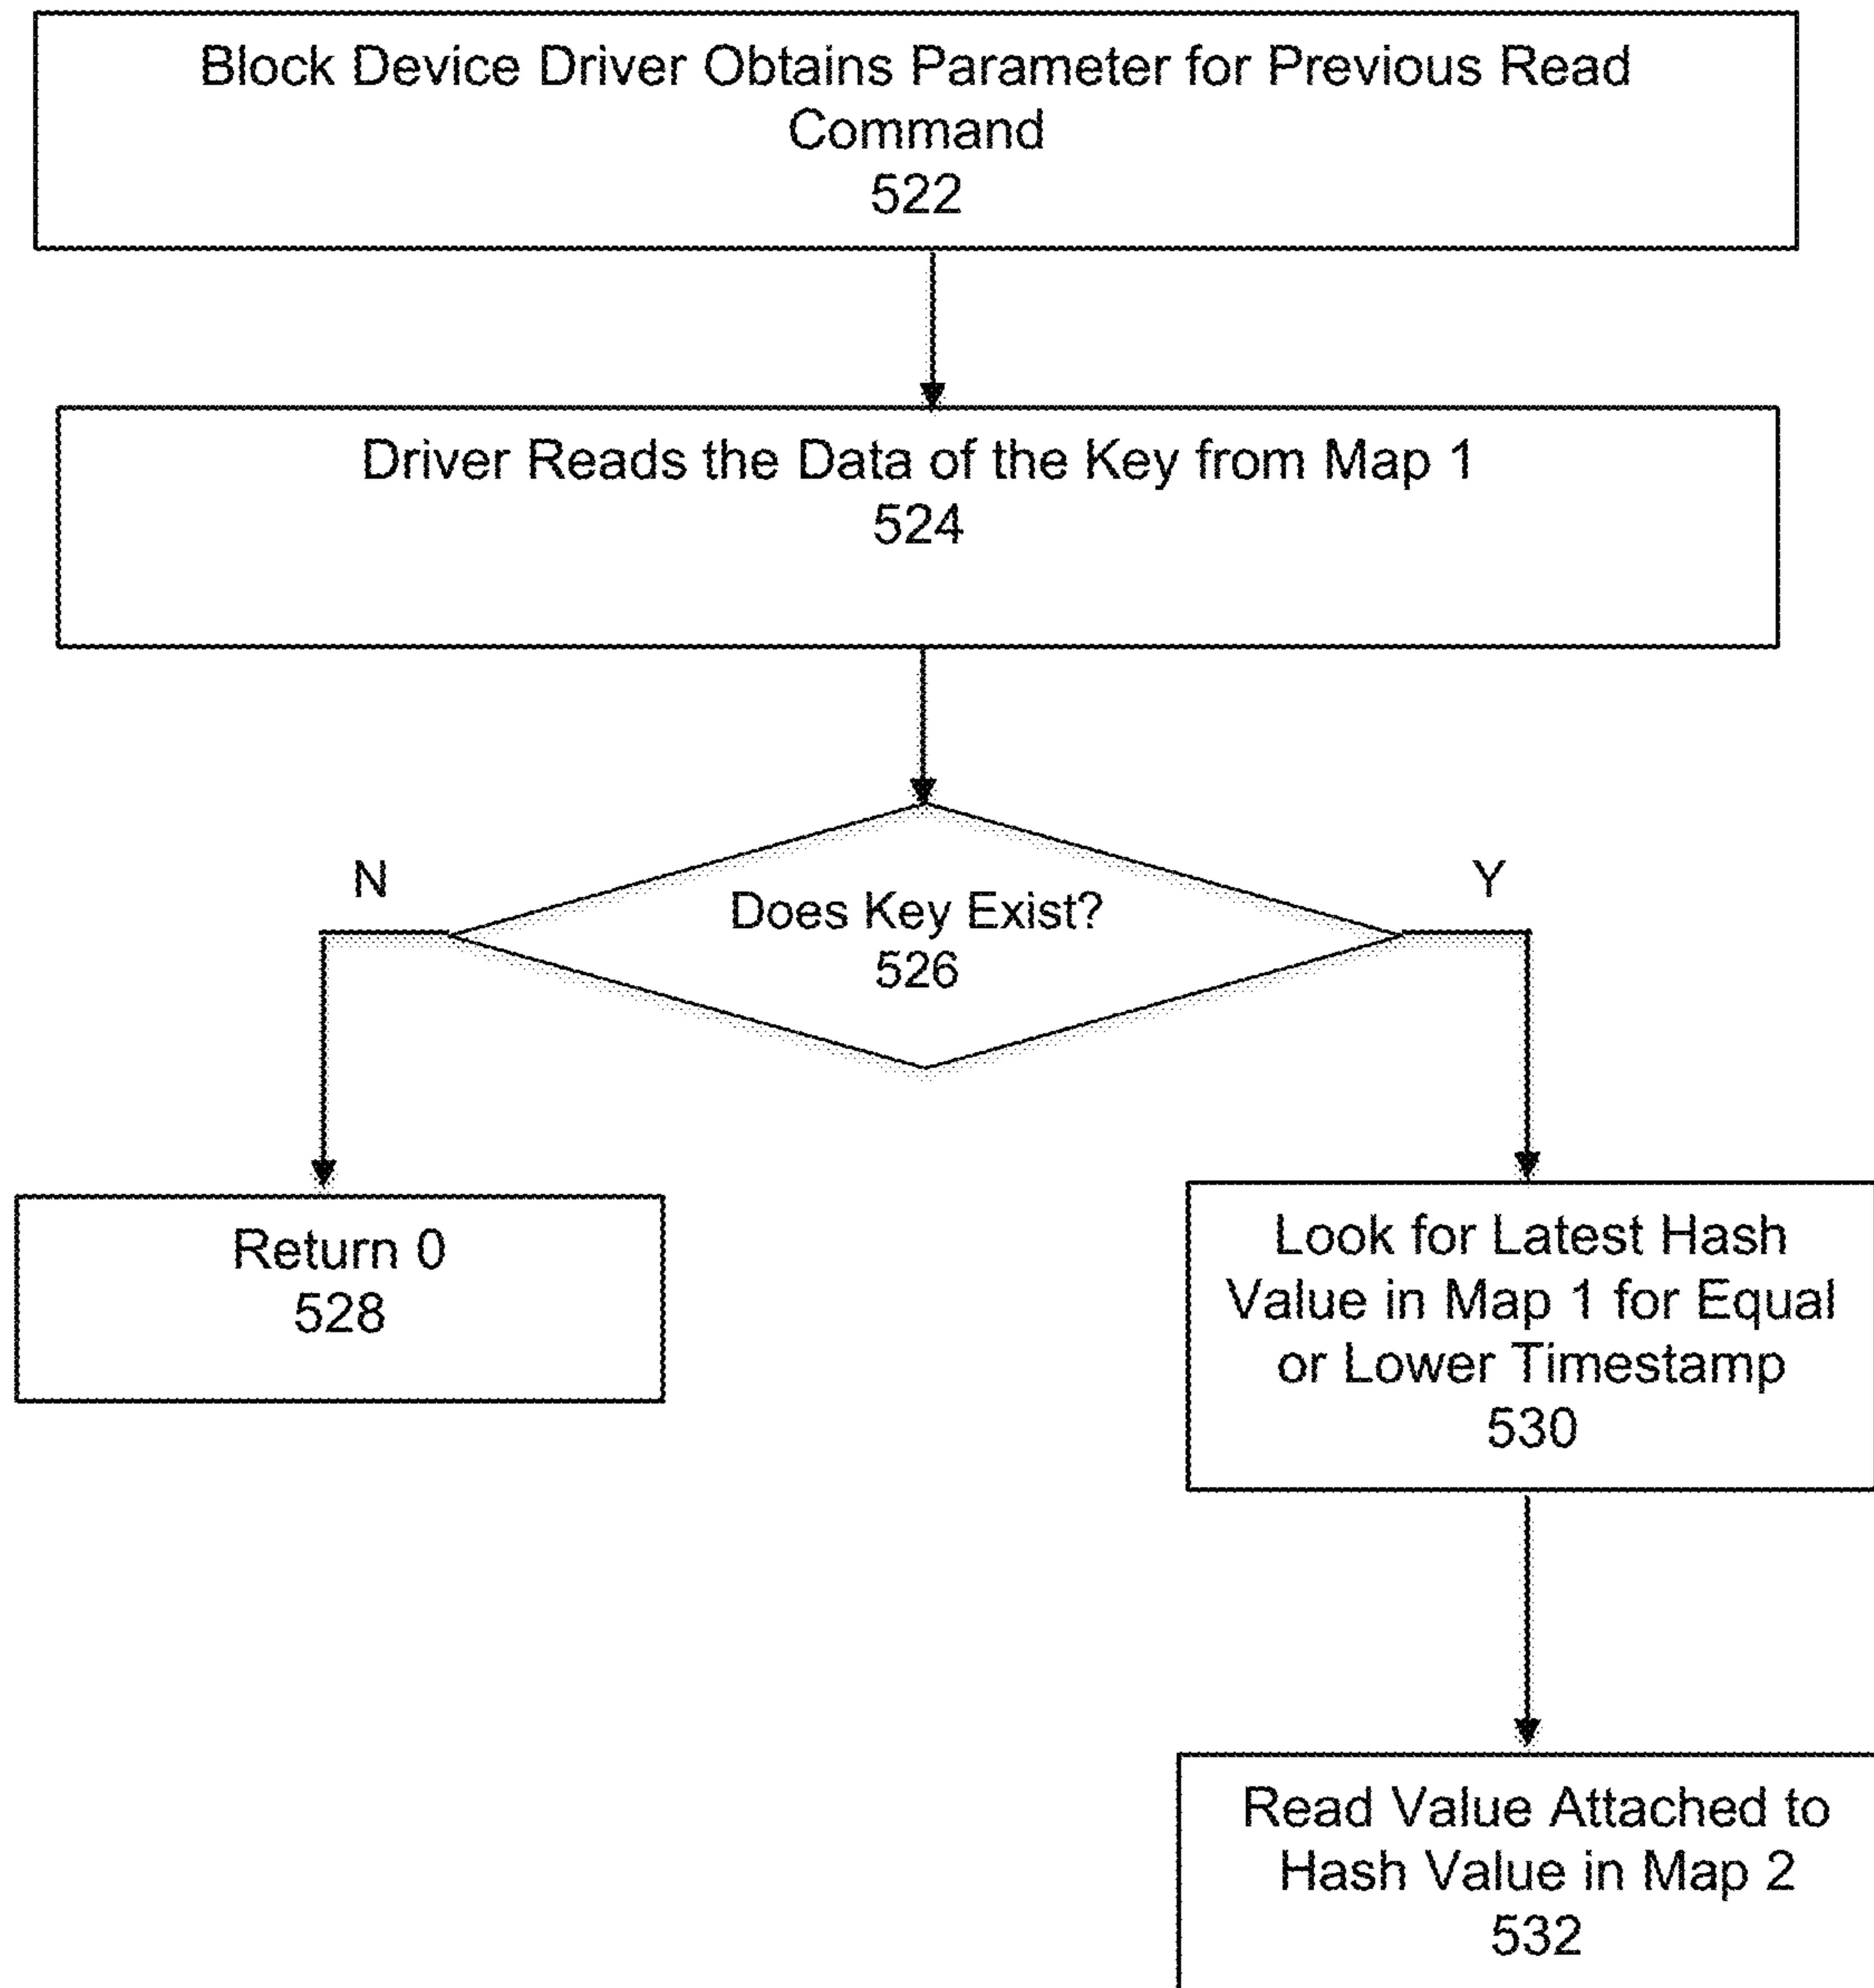 Block Device Driver Obtains Parameter for Previous Read
Command
522
Driver Reads the Data of the Key from Map 1
524
N
Y
Does Key Exist?
526
Return 0
528
Look for Latest Hash
Value in Map 1 for Equal
or Lower Timestamp
530
Read Value Attached to
Hash Value in Map 2
532